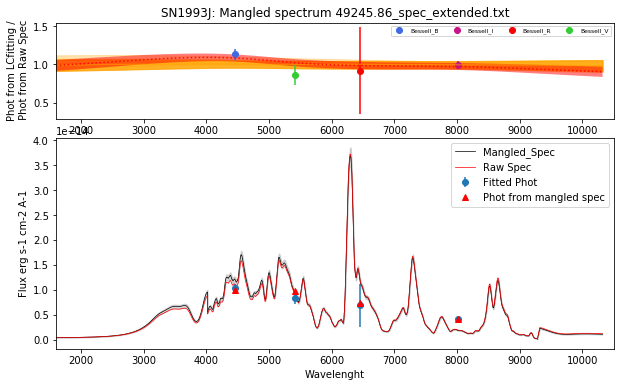 SN1993J: Mangled spectrum 49245.86_spec_extended.txt
Phot from LCfitting /
Phot from Raw Spec
1.5
1.0
0.5
Bessell_B
Bessell_I
Bessell_R
Bessell_V
2000 3000 4000 5000 6000 7000 8000 9000 10000
1e-14
Flux erg s-1 cm-2 A-1
4.0
3.5
3.0
2.5
2.0
1.5
1.0
0.5
0.0
Mangled_Spec
Raw Spec
Fitted Phot
Phot from mangled spec
2000 3000 4000 5000 6000 7000 8000 9000 10000
Wavelenght